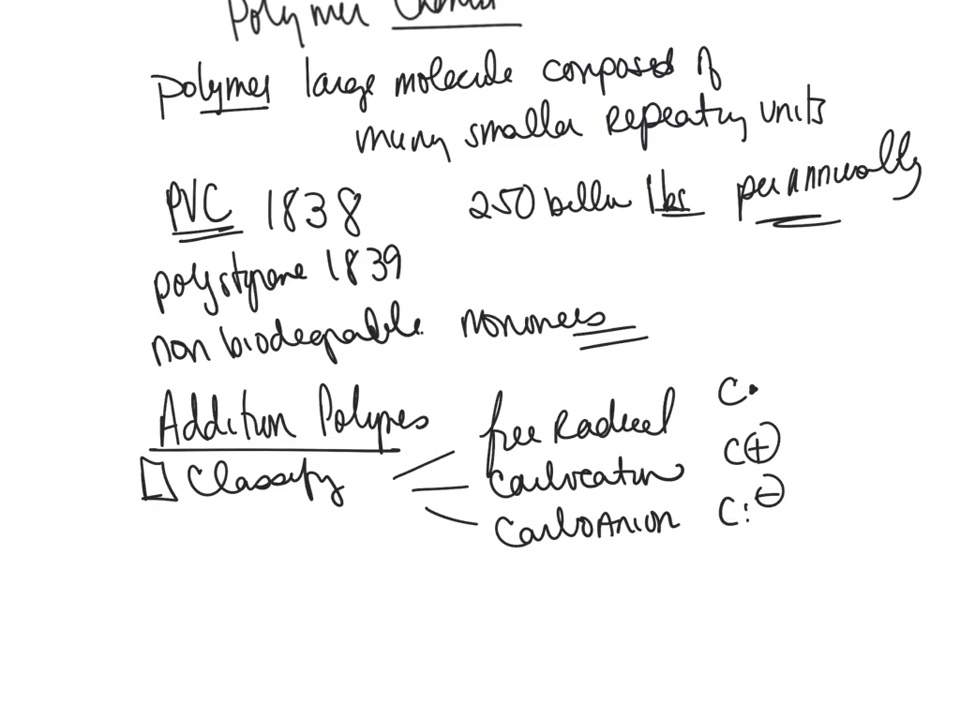 Polymer
polymer large molecule composed of
many smaller repeating units
PVC 1838 250 billion lbs per annually
polystyrene 1839
non biodegradable monomers
Addition Polymers free Radical C•
Classify Carbocation C⊕
CarboAnion C:⊖